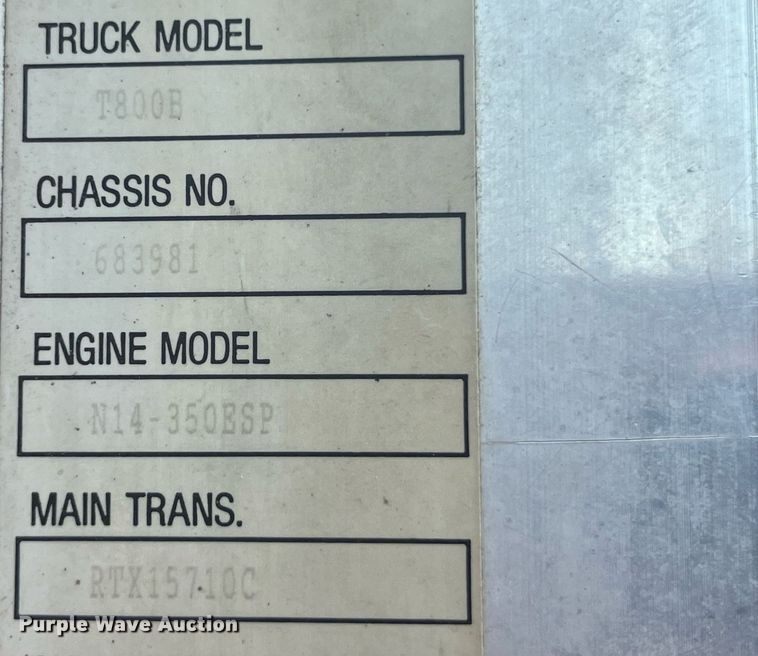 TRUCK MODEL
T800B
CHASSIS NO.
683981
ENGINE MODEL
N14-350ESP
MAIN TRANS.
RTX15710C
Purple Wave Auction